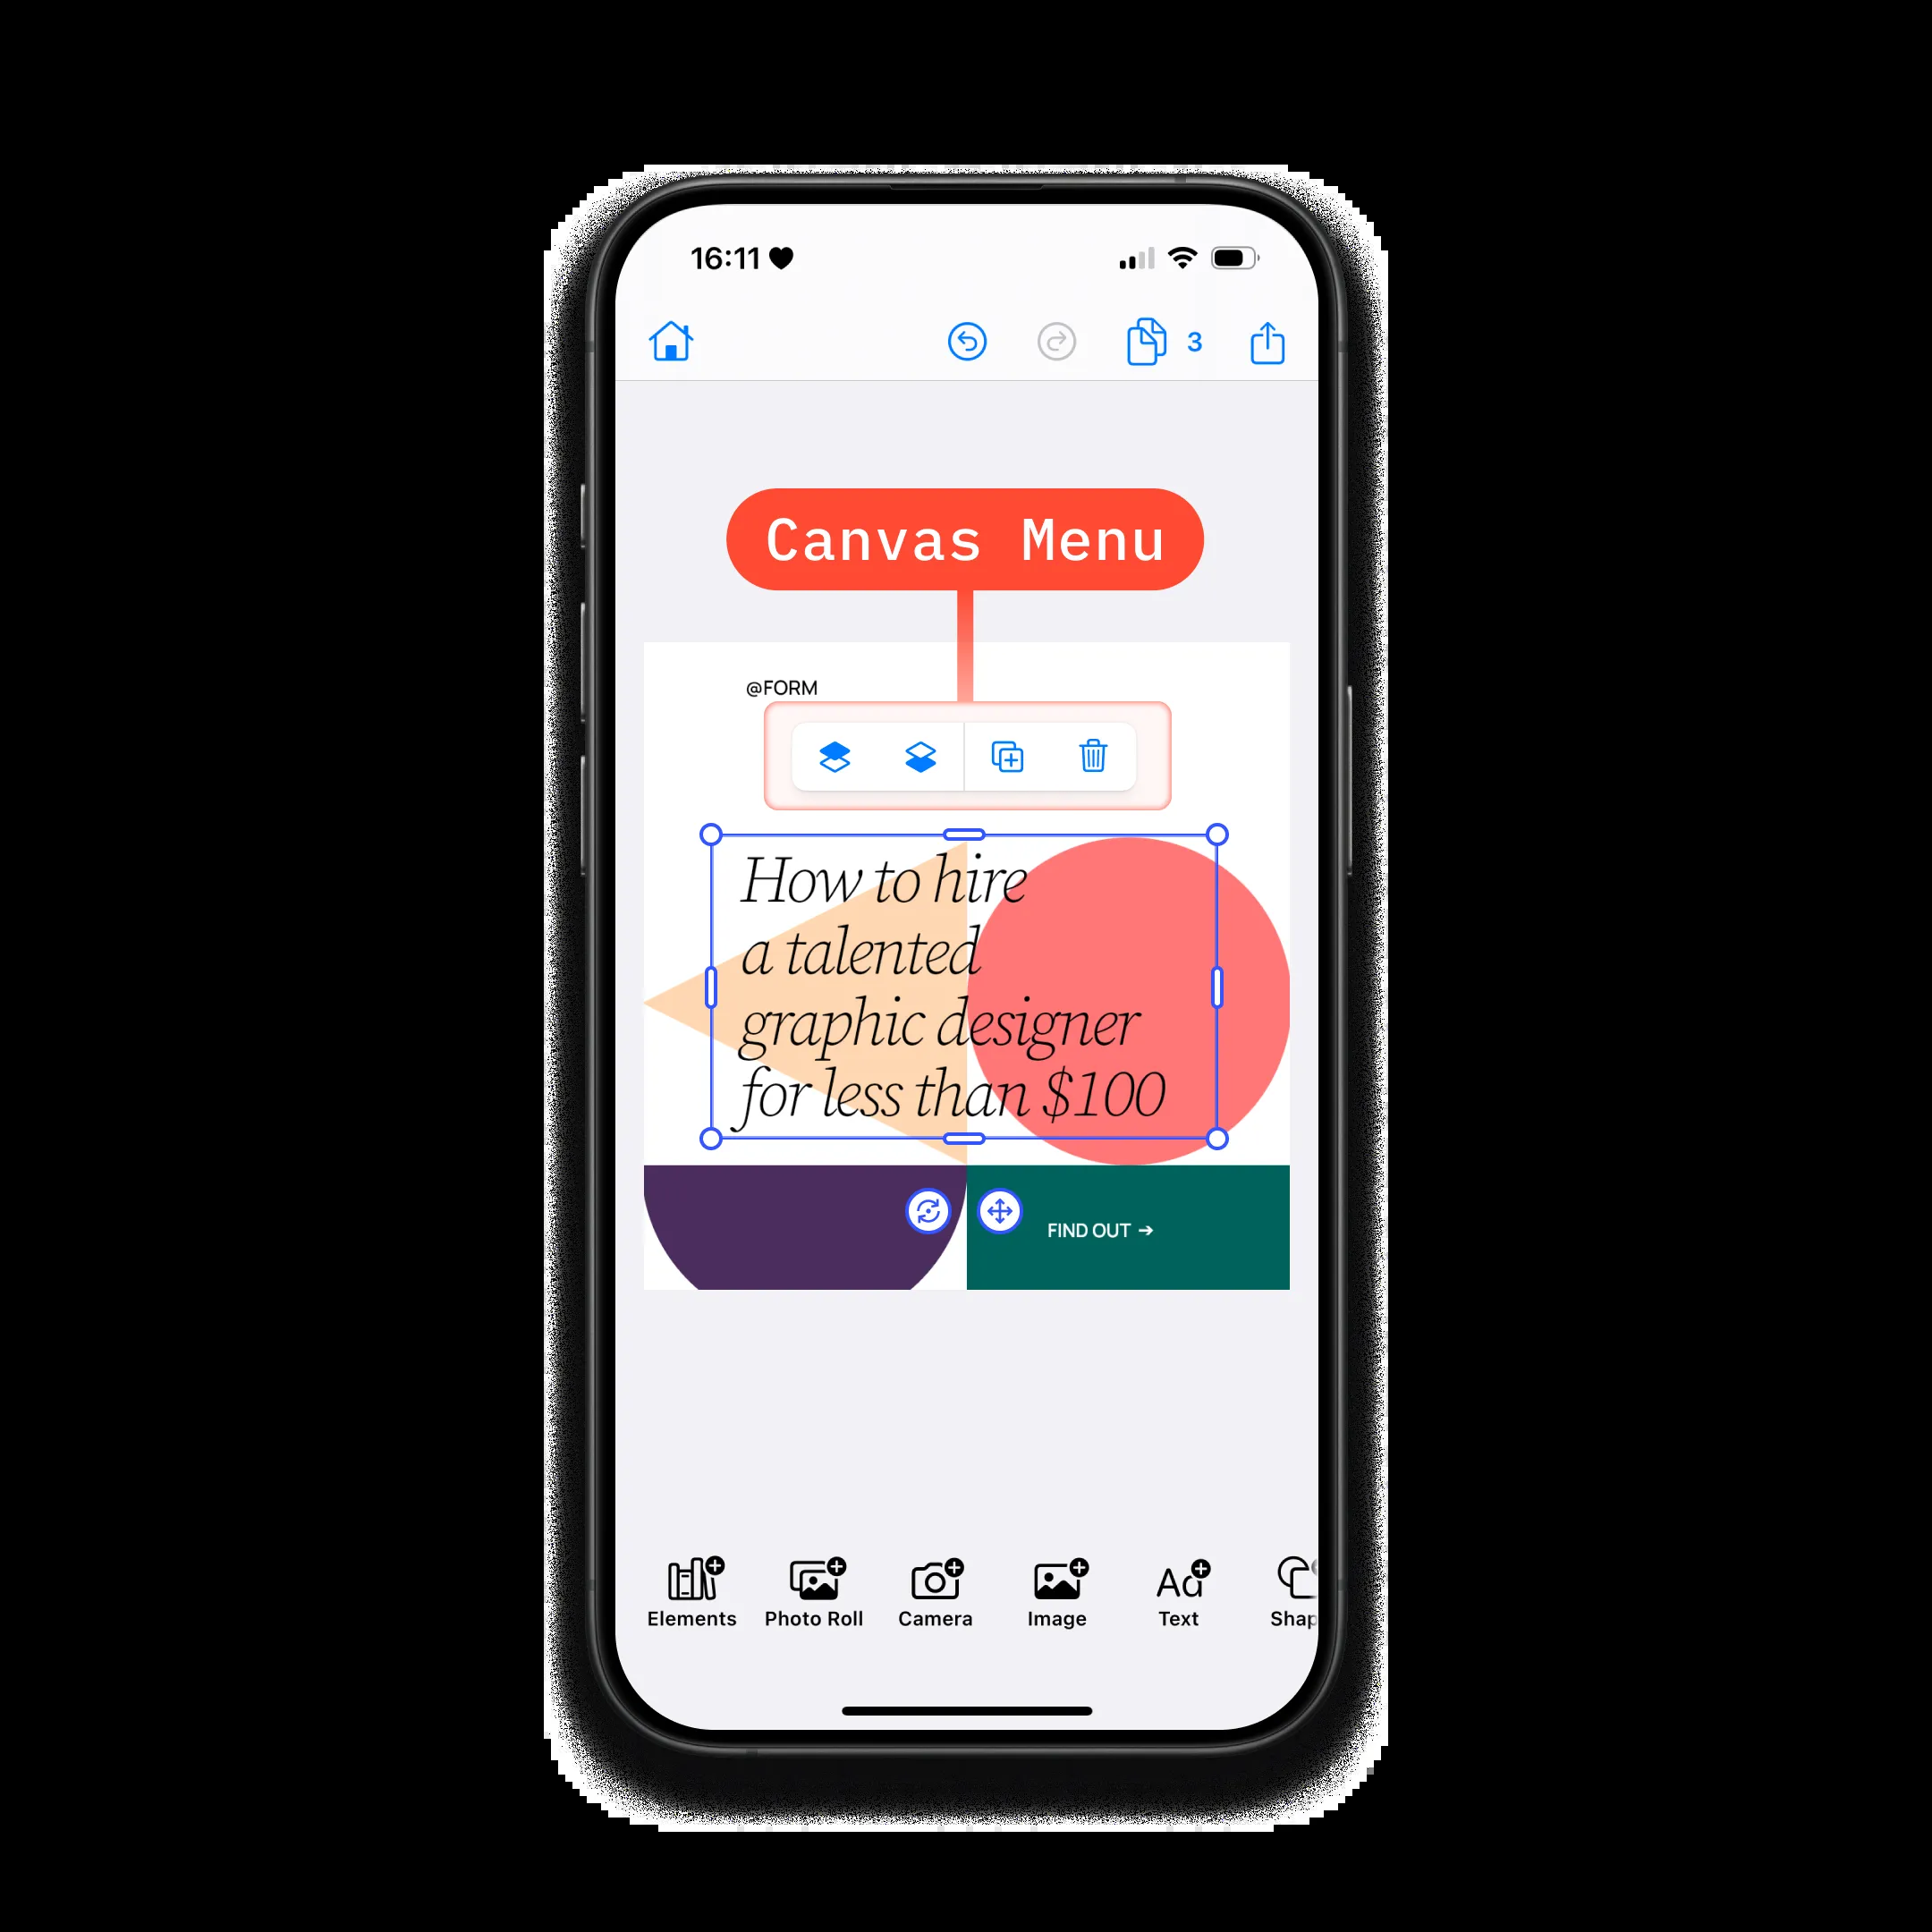 16:11
3
Canvas Menu
@FORM
How to hire
a talented
graphic designer
for less than $100
FIND OUT →
Elements
Photo Roll
Camera
Image
Text
Shap